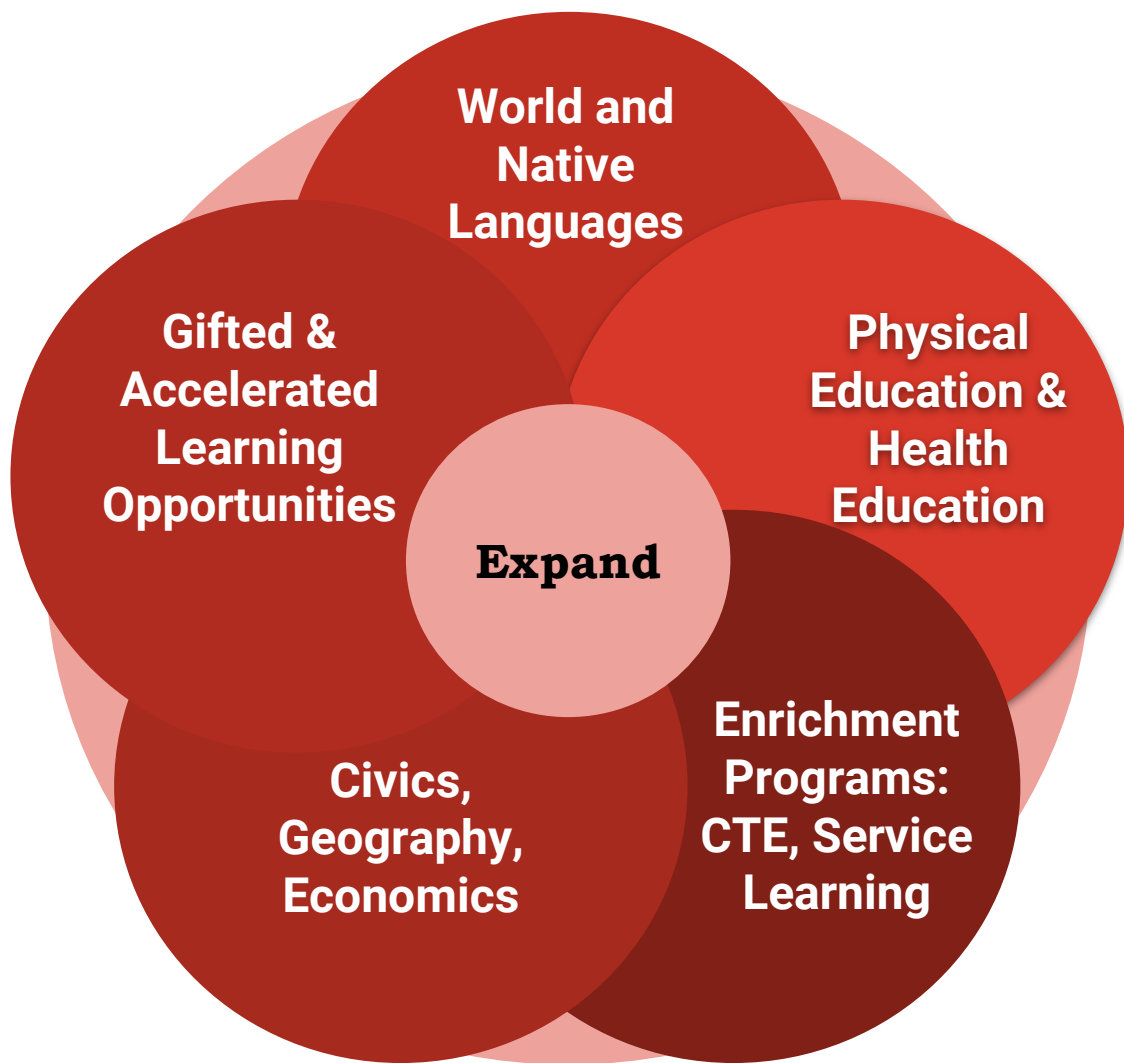 World and
Native
Languages
Physical
Education &
Health
Education
Enrichment
Programs:
CTE, Service
Learning
Civics,
Geography,
Economics
Gifted &
Accelerated
Learning
Opportunities
Expand